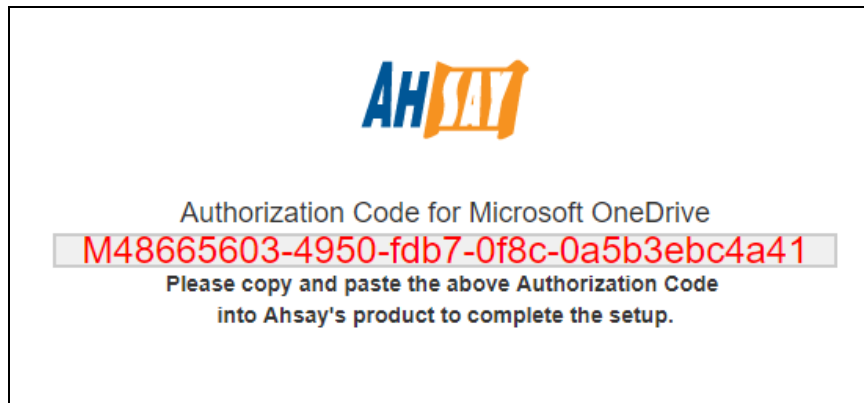 AHSAY
Authorization Code for Microsoft OneDrive
M48665603-4950-fdb7-0f8c-0a5b3ebc4a41
Please copy and paste the above Authorization Code
into Ahsay's product to complete the setup.